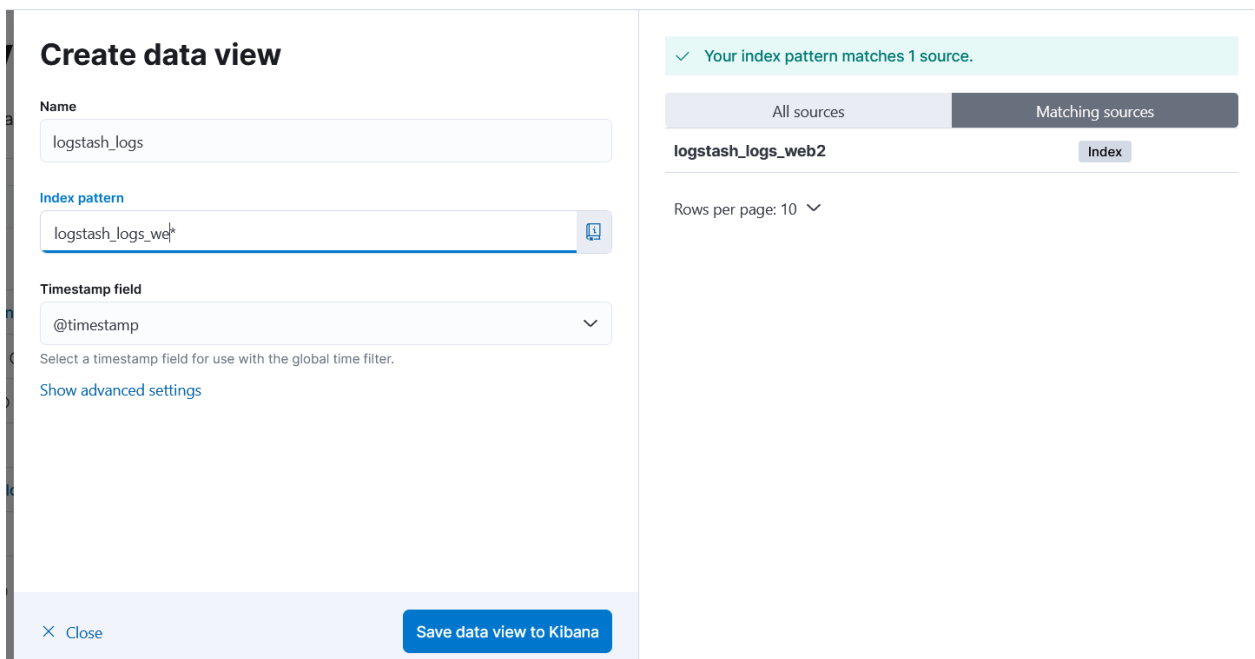 Create data view
Name
logstash_logs
Index pattern
logstash_logs_we*
Timestamp field
@timestamp
Select a timestamp field for use with the global time filter.
Show advanced settings
Close
Save data view to Kibana
Your index pattern matches 1 source.
All sources
Matching sources
logstash_logs_web2
Index
Rows per page: 10